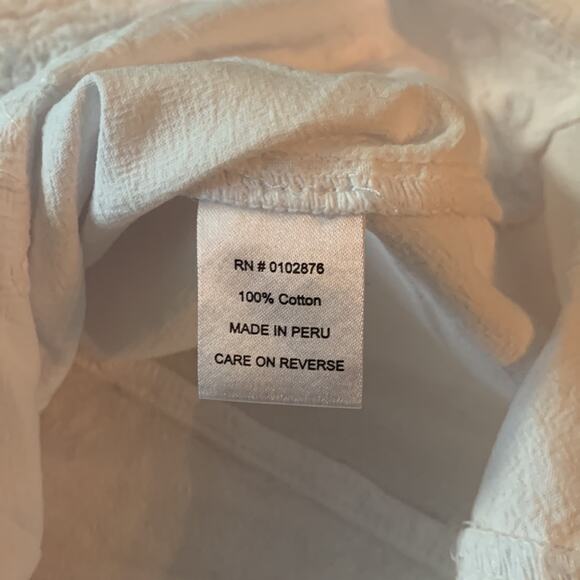 RN # 0102876
100% Cotton
MADE IN PERU
CARE ON REVERSE